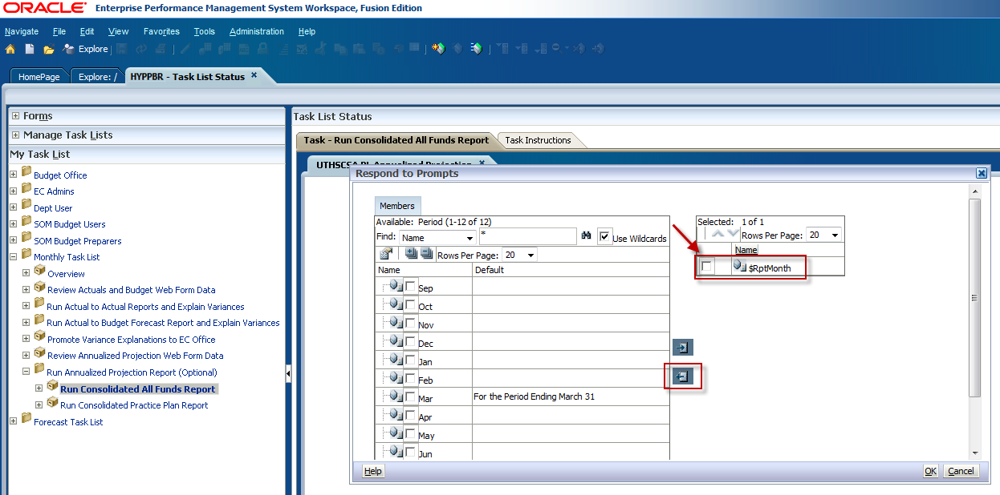 ORACLE Enterprise Performance Management System Workspace, Fusion Edition
Navigate File Edit View Favorites Tools Administration Help
Explore
HomePage Explore: / HYPPBR - Task List Status
Forms
Manage Task Lists
My Task List
Budget Office
EC Admins
Dept User
SOM Budget Users
SOM Budget Preparers
Monthly Task List
Overview
Review Actuals and Budget Web Form Data
Run Actual to Actual Reports and Explain Variances
Run Actual to Budget Forecast Report and Explain Variances
Promote Variance Explanations to EC Office
Review Annualized Projection Web Form Data
Run Annualized Projection Report (Optional)
Run Consolidated All Funds Report
Run Consolidated Practice Plan Report
Forecast Task List
Task List Status
Task - Run Consolidated All Funds Report Task Instructions
UTHSCSA BL Annualized Projection
Respond to Prompts
Members
Available: Period (1-12 of 12)
Find: Name * Use Wildcards
Rows Per Page: 20
Name Default
Sep
Oct
Nov
Dec
Jan
Feb
Mar For the Period Ending March 31
Apr
May
Jun
Selected: 1 of 1
Rows Per Page: 20
Name
$RptMonth
Help OK Cancel